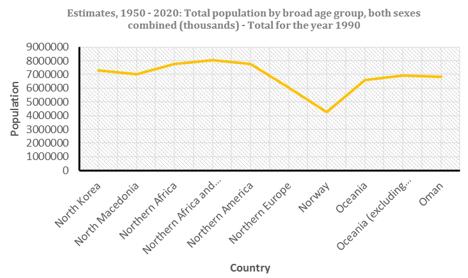 Estimates, 1950 - 2020: Total population by broad age group, both sexes
combined (thousands) - Total for the year 1990
9000000
8000000
7000000
6000000
5000000
4000000
3000000
2000000
1000000
0
Population
North Korea
North Macedonia
Northern Africa
Northern Africa and...
Northern America
Northern Europe
Norway
Oceania
Oceania (excluding...
Oman
Country